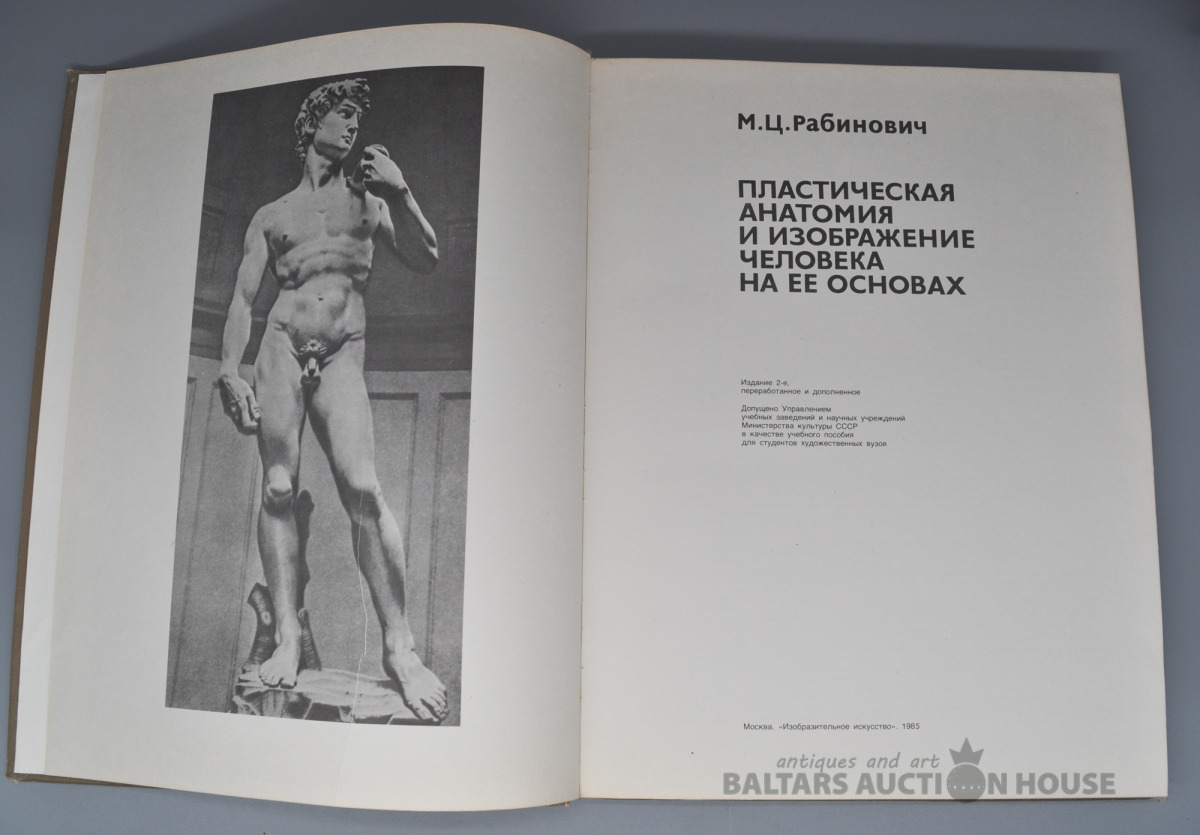 М.Ц.Рабинович
ПЛАСТИЧЕСКАЯ
АНАТОМИЯ
И ИЗОБРАЖЕНИЕ
ЧЕЛОВЕКА
НА ЕЕ ОСНОВАХ
Издание 2-е,
переработанное и дополненное
Допущено Управлением
учебных заведений и научных учреждений
Министерства культуры СССР
в качестве учебного пособия
для студентов художественных вузов
Москва. «Изобразительное искусство». 1985
antiques and art
BALTARS AUCTION HOUSE